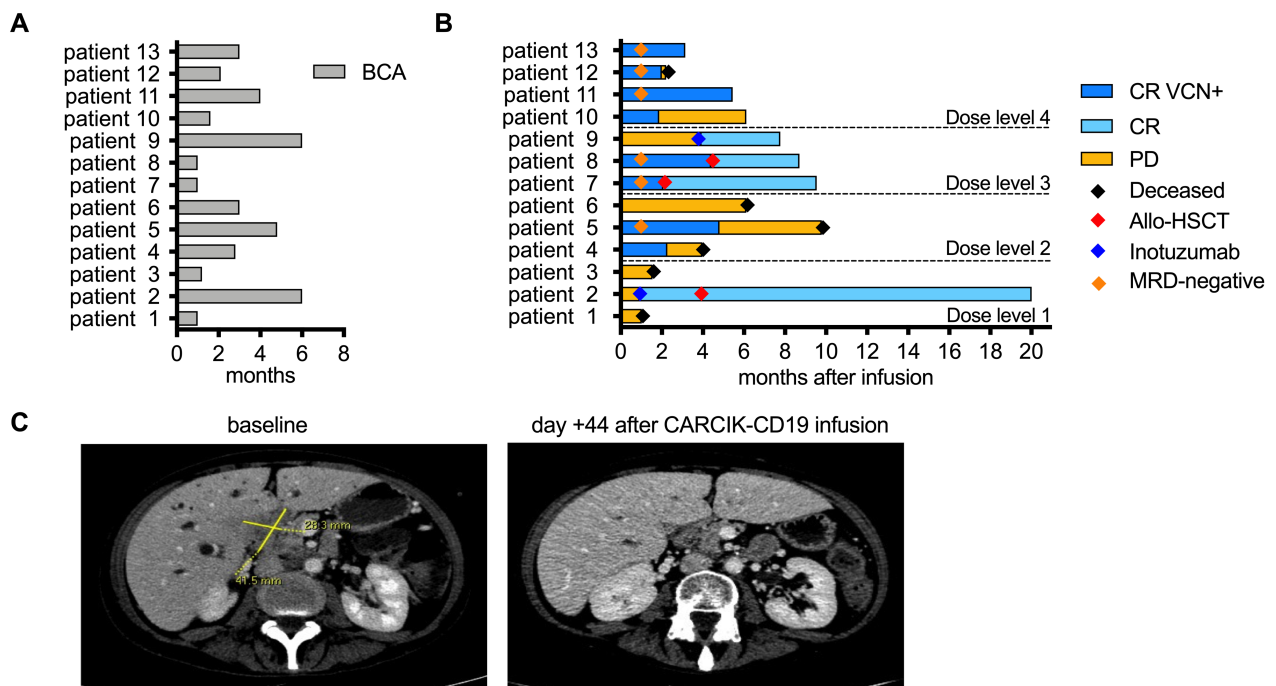 A
patient 13
patient 12
patient 11
patient 10
patient 9
patient 8
patient 7
patient 6
patient 5
patient 4
patient 3
patient 2
patient 1
BCA
0 2 4 6 8
months
B
patient 13
patient 12
patient 11
patient 10
patient 9
patient 8
patient 7
patient 6
patient 5
patient 4
patient 3
patient 2
patient 1
Dose level 4
Dose level 3
Dose level 2
Dose level 1
0 2 4 6 8 10 12 14 16 18 20
months after infusion
CR VCN+
CR
PD
Deceased
Allo-HSCT
Inotuzumab
MRD-negative
C
baseline
28.3 mm
41.5 mm
day +44 after CARCIK-CD19 infusion